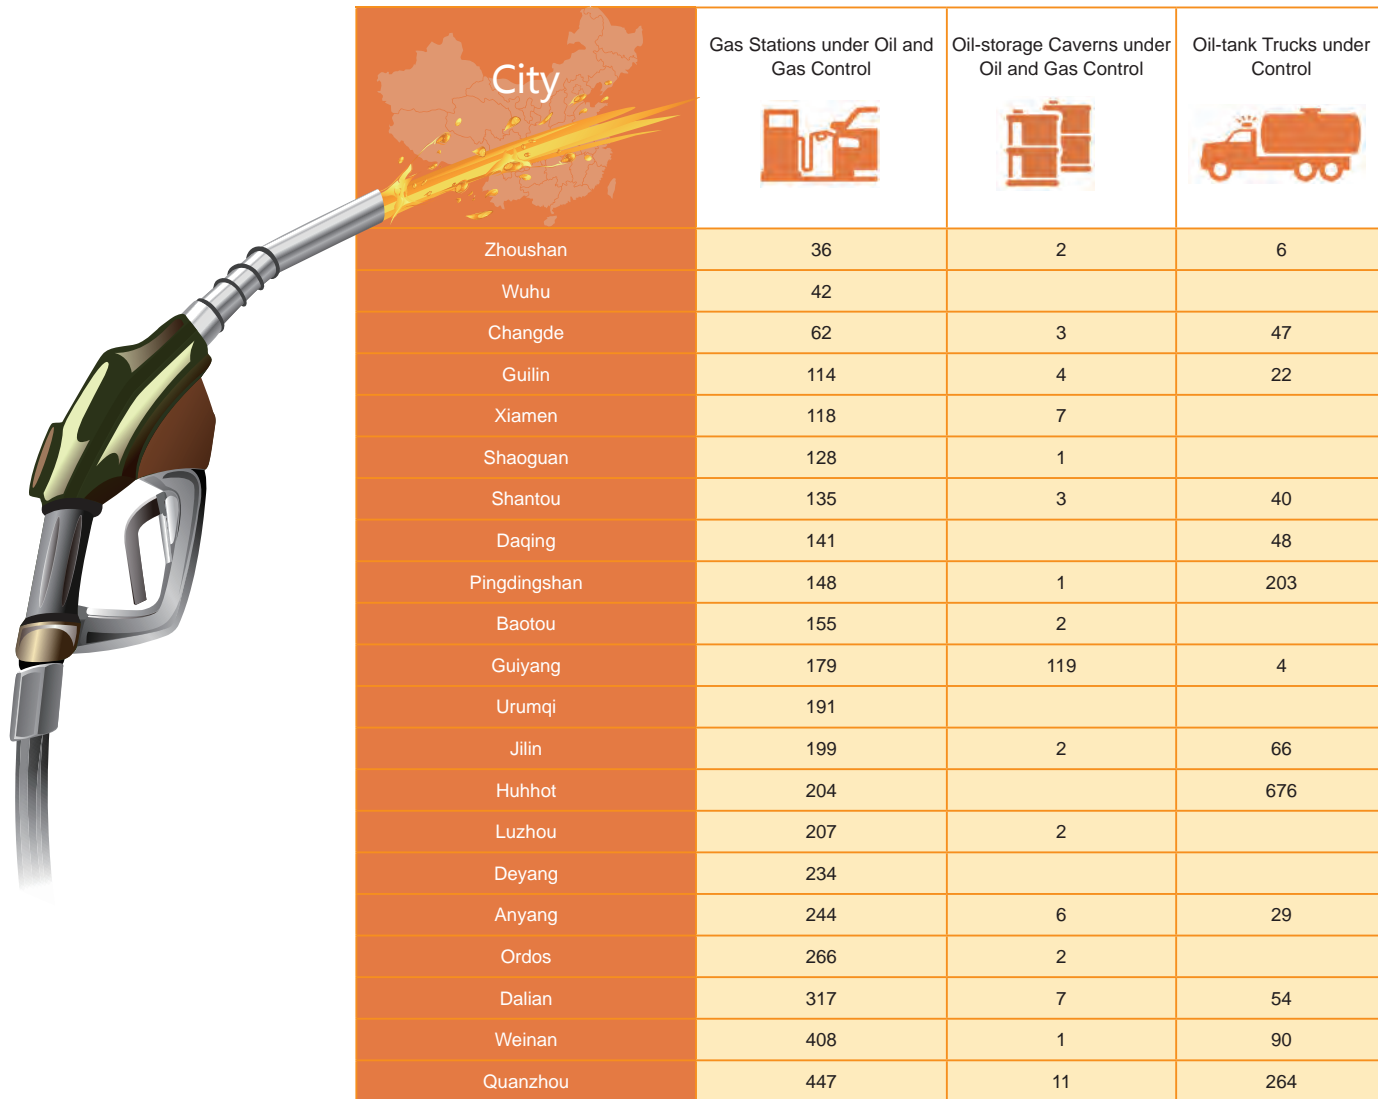 City
Gas Stations under Oil and
Gas Control
Oil-storage Caverns under
Oil and Gas Control
Oil-tank Trucks under
Control
Zhoushan 36 2 6
Wuhu 42
Changde 62 3 47
Guilin 114 4 22
Xiamen 118 7
Shaoguan 128 1
Shantou 135 3 40
Daqing 141 48
Pingdingshan 148 1 203
Baotou 155 2
Guiyang 179 119 4
Urumqi 191
Jilin 199 2 66
Huhhot 204 676
Luzhou 207 2
Deyang 234
Anyang 244 6 29
Ordos 266 2
Dalian 317 7 54
Weinan 408 1 90
Quanzhou 447 11 264